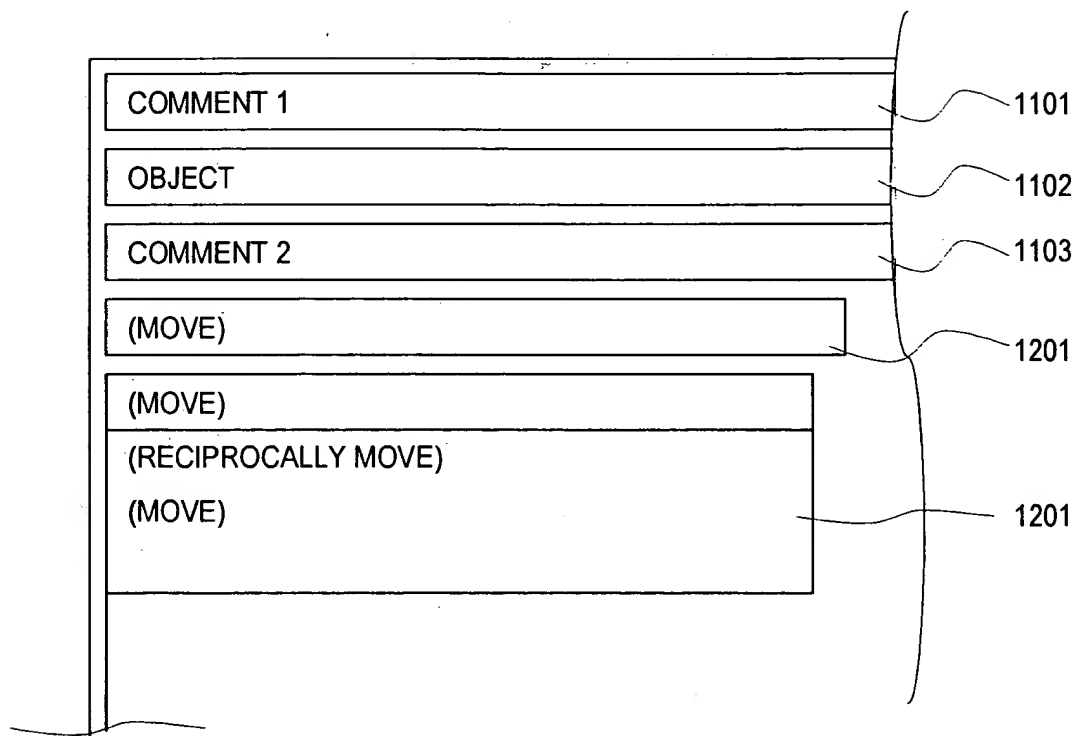 COMMENT 1
1101
OBJECT
1102
COMMENT 2
1103
(MOVE)
1201
(MOVE)
(RECIPROCALLY MOVE)
(MOVE)
1201